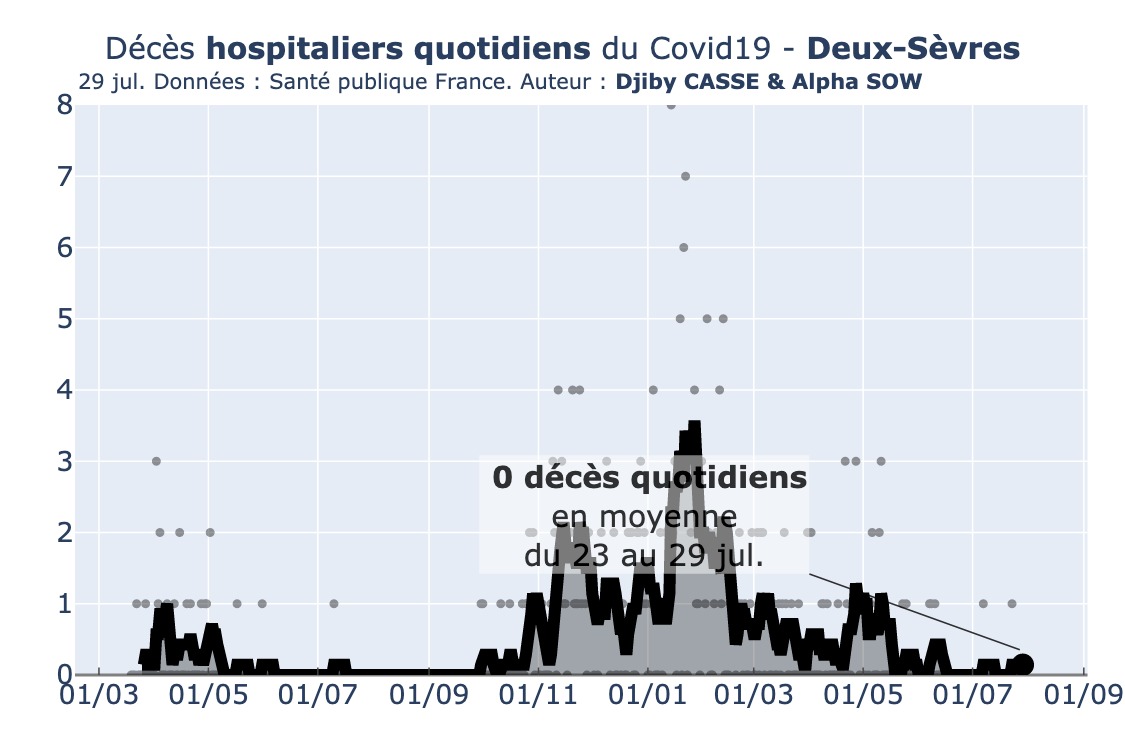 Décès hospitaliers quotidiens du Covid19 - Deux-Sèvres
29 jul. Données : Santé publique France. Auteur : Djiby CASSE & Alpha SOW
8
7
6
5
4
3
0 décès quotidiens
en moyenne
2
du 23 au 29 jul.
1
0
01/03 01/05 01/07 01/09 01/11 01/01 01/03 01/05 01/07 01/09